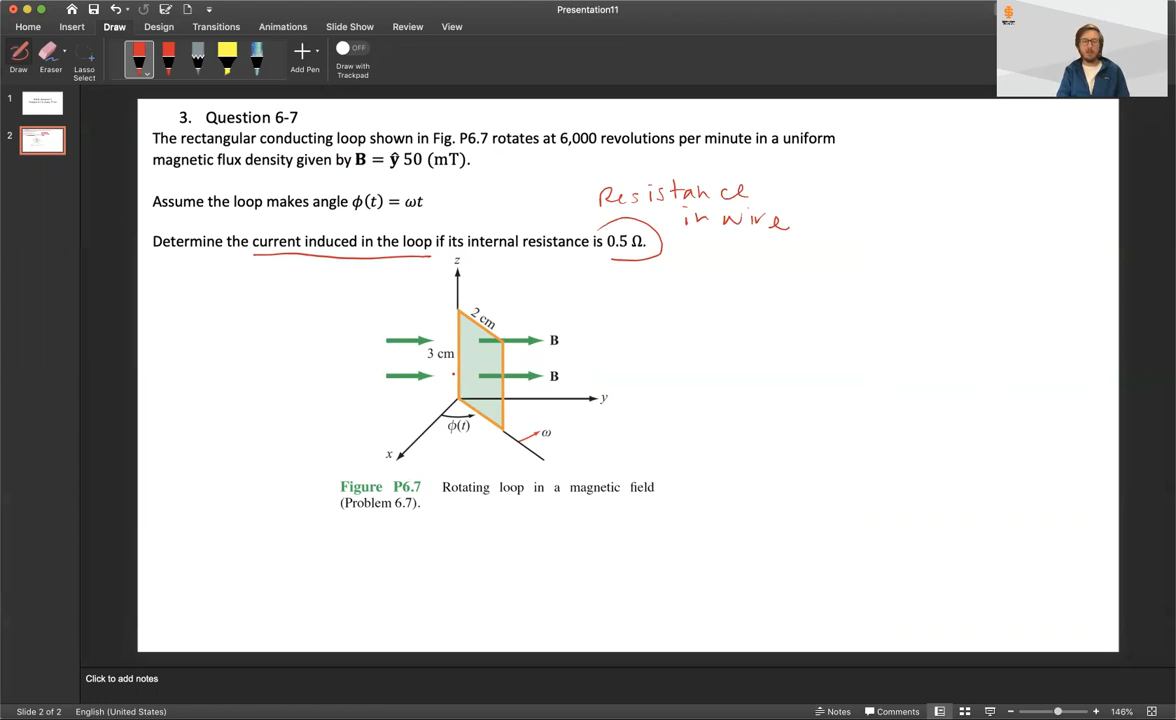 Presentation11
Home Insert Draw Design Transitions Animations Slide Show Review View
Draw Eraser Lasso Select Add Pen OFF Draw with Trackpad
1
2
3. Question 6-7
The rectangular conducting loop shown in Fig. P6.7 rotates at 6,000 revolutions per minute in a uniform
magnetic flux density given by B = ŷ 50 (mT).
Resistance
in wire
Assume the loop makes angle ϕ(t) = ωt
Determine the current induced in the loop if its internal resistance is 0.5 Ω.
z
2 cm
B
3 cm
B
y
ϕ(t)
ω
x
Figure P6.7 Rotating loop in a magnetic field
(Problem 6.7).
Click to add notes
Slide 2 of 2 English (United States) Notes Comments 146%